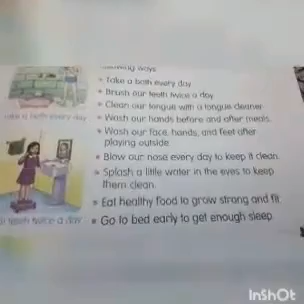 ways
• Take a bath every day
• Brush our teeth twice a day
• Clean our tongue with a tongue cleaner
take a bath every day
• Wash our hands before and after meals.
• Wash our face, hands, and feet after
playing outside
• Blow our nose every day to keep it clean.
• Splash a little water in the eyes to keep
them clean.
• Eat healthy food to grow strong and fit.
teeth twice a day
• Go to bed early to get enough sleep.
InShOt